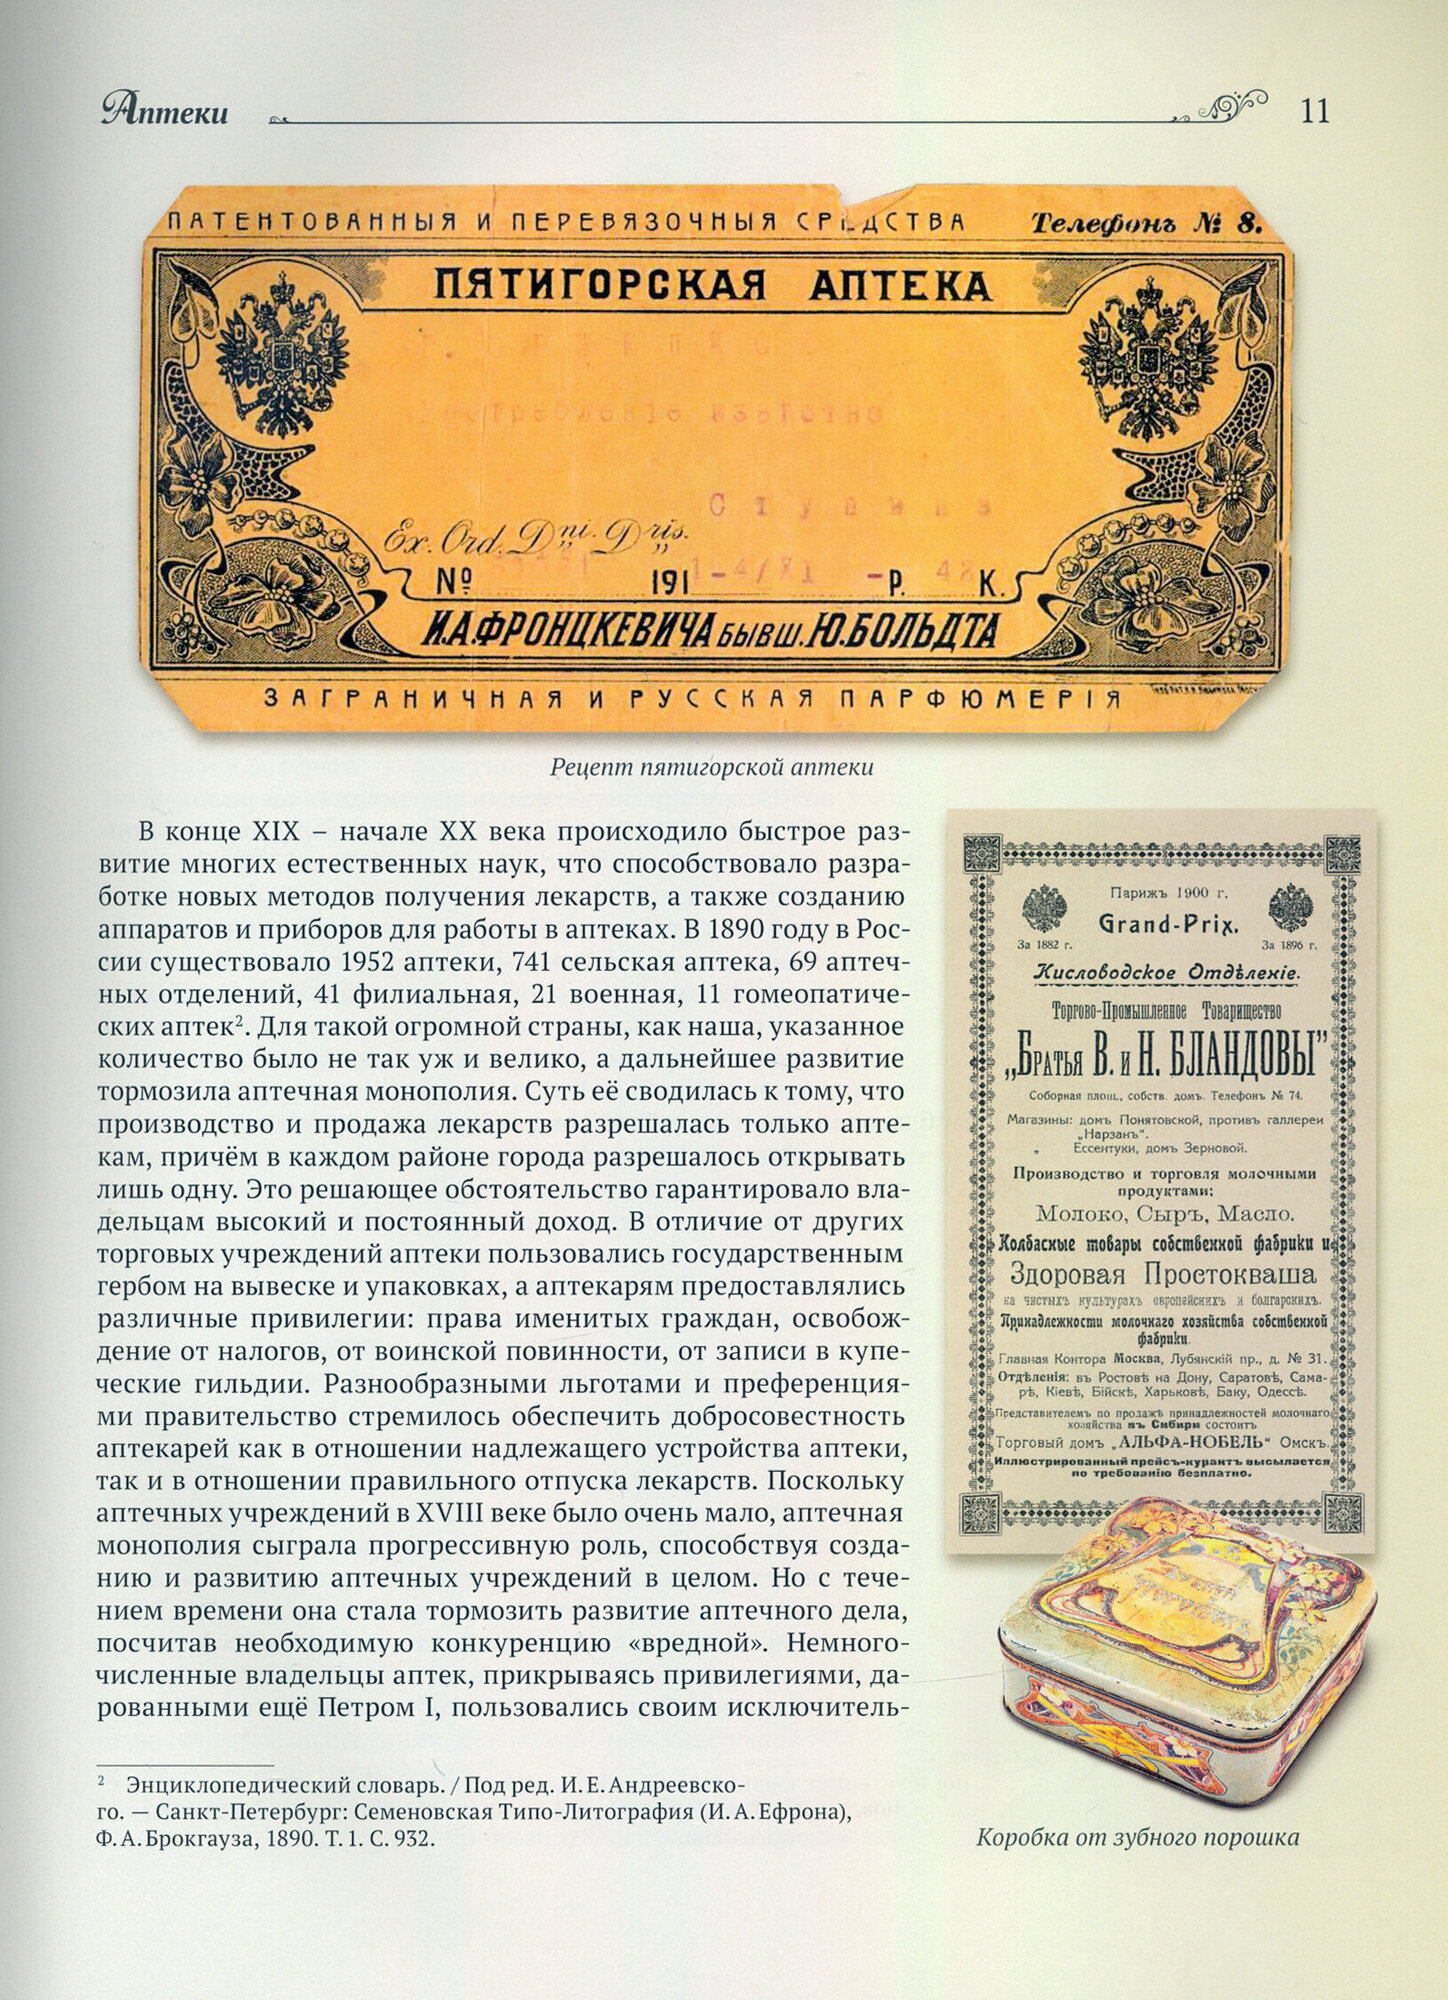 Аптеки 11
ПАТЕНТОВАННЫЯ И ПЕРЕВЯЗОЧНЫЯ СРЕДСТВА Телефонъ № 8.
ПЯТИГОРСКАЯ АПТЕКА
Ex. Ord. Dni. Dris.
№ 191 1-4/XI - Р. 48 К.
И.А.ФРОНЦКЕВИЧА БЫВШ. Ю.БОЛЬДТА
ЗАГРАНИЧНАЯ И РУССКАЯ ПАРФЮМЕРІЯ
Рецепт пятигорской аптеки
В конце XIX – начале XX века происходило быстрое раз-
витие многих естественных наук, что способствовало разра-
ботке новых методов получения лекарств, а также созданию
аппаратов и приборов для работы в аптеках. В 1890 году в Рос-
сии существовало 1952 аптеки, 741 сельская аптека, 69 аптеч-
ных отделений, 41 филиальная, 21 военная, 11 гомеопатиче-
ских аптек². Для такой огромной страны, как наша, указанное
количество было не так уж и велико, а дальнейшее развитие
тормозила аптечная монополия. Суть её сводилась к тому, что
производство и продажа лекарств разрешалась только апте-
кам, причём в каждом районе города разрешалось открывать
лишь одну. Это решающее обстоятельство гарантировало вла-
дельцам высокий и постоянный доход. В отличие от других
торговых учреждений аптеки пользовались государственным
гербом на вывеске и упаковках, а аптекарям предоставлялись
различные привилегии: права именитых граждан, освобож-
дение от налогов, от воинской повинности, от записи в купе-
ческие гильдии. Разнообразными льготами и преференция-
ми правительство стремилось обеспечить добросовестность
аптекарей как в отношении надлежащего устройства аптеки,
так и в отношении правильного отпуска лекарств. Поскольку
аптечных учреждений в XVIII веке было очень мало, аптечная
монополия сыграла прогрессивную роль, способствуя созда-
нию и развитию аптечных учреждений в целом. Но с тече-
нием времени она стала тормозить развитие аптечного дела,
посчитав необходимую конкуренцию «вредной». Немного-
численные владельцы аптек, прикрываясь привилегиями, да-
рованными ещё Петром I, пользовались своим исключитель-
² Энциклопедический словарь. / Под ред. И. Е. Андреевско-
го. — Санкт-Петербург: Семеновская Типо-Литография (И. А. Ефрона),
Ф. А. Брокгауза, 1890. Т. 1. С. 932.
Парижъ 1900 г.
Grand-Prix.
За 1882 г. За 1896 г.
Кисловодское Отдѣленіе.
Торгово-Промышленное Товарищество
„Братья В. и Н. БЛАНДОВЫ”
Соборная площ., собств. домъ. Телефонъ № 74.
Магазины: домъ Понятовской, противъ галлереи
„Нарзанъ“.
„ Ессентуки, домъ Зерновой.
Производство и торговля молочными
продуктами:
Молоко, Сыръ, Масло.
Колбасные товары собственной фабрики и
Здоровая Простокваша
на чистыхъ культурахъ европейскихъ и болгарскихъ.
Принадлежности молочнаго хозяйства собственной
фабрики.
Главная Контора Москва, Лубянскій пр., д. № 31.
Отдѣленія: въ Ростовѣ на Дону, Саратовѣ, Сама-
рѣ, Кіевѣ, Бійскѣ, Харьковѣ, Баку, Одессѣ.
Представителемъ по продажѣ принадлежностей молочнаго
хозяйства въ Сибири состоитъ
Торговый домъ „АЛЬФА-НОБЕЛЬ“ Омскъ.
Иллюстрированный прейсъ-курантъ высылается
по требованію безплатно.
Коробка от зубного порошка